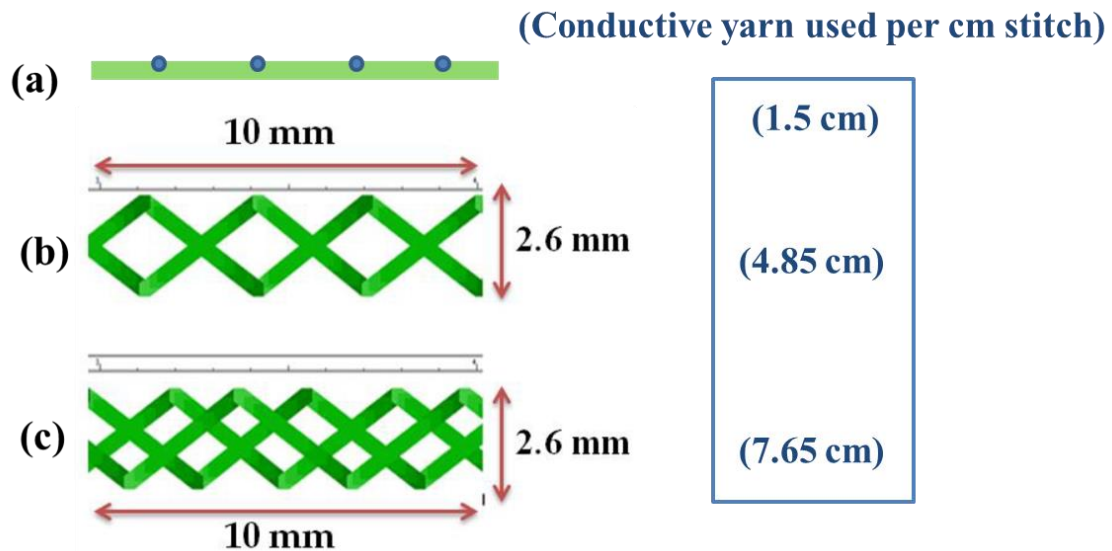 (Conductive yarn used per cm stitch)
(a)
(1.5 cm)
10 mm
(b)
2.6 mm
(4.85 cm)
(c)
2.6 mm
(7.65 cm)
10 mm